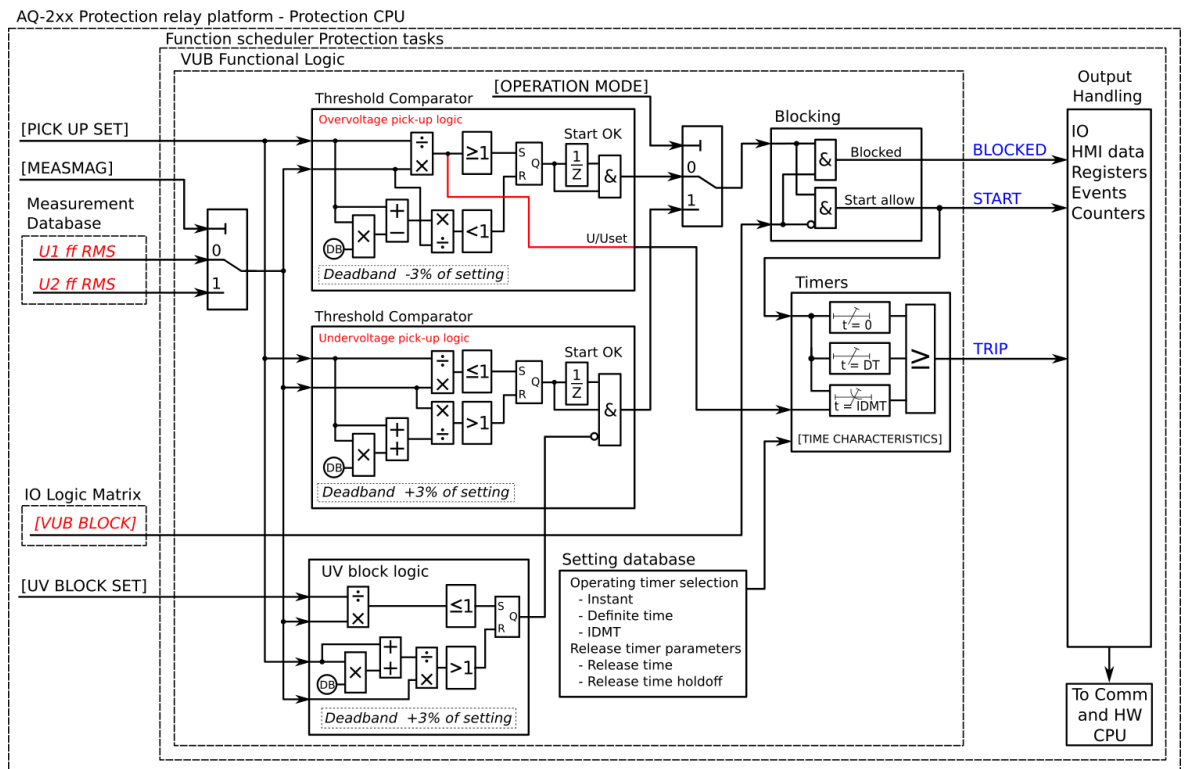 AQ-2xx Protection relay platform - Protection CPU
Function scheduler Protection tasks
VUB Functional Logic
[OPERATION MODE]
Output
Handling
[PICK UP SET]
[MEASMAG]
Measurement
Database
U1 ff RMS
U2 ff RMS
0
1
Threshold Comparator
Overvoltage pick-up logic
÷
×
≥1
S
R
Q
Start OK
1
Z
&
+
−
×
DB
×
÷
<1
U/Uset
Deadband -3% of setting
0
1
Blocking
&
Blocked
&
Start allow
BLOCKED
START
IO
HMI data
Registers
Events
Counters
Threshold Comparator
Undervoltage pick-up logic
÷
×
≤1
S
R
Q
Start OK
1
Z
&
×
÷
>1
+
+
×
DB
Deadband +3% of setting
Timers
t = 0
t = DT
t = IDMT
≥
[TIME CHARACTERISTICS]
TRIP
IO Logic Matrix
[VUB BLOCK]
[UV BLOCK SET]
UV block logic
÷
×
≤1
S
R
Q
+
+
×
DB
÷
×
>1
Deadband +3% of setting
Setting database
Operating timer selection
- Instant
- Definite time
- IDMT
Release timer parameters
- Release time
- Release time holdoff
To Comm
and HW
CPU